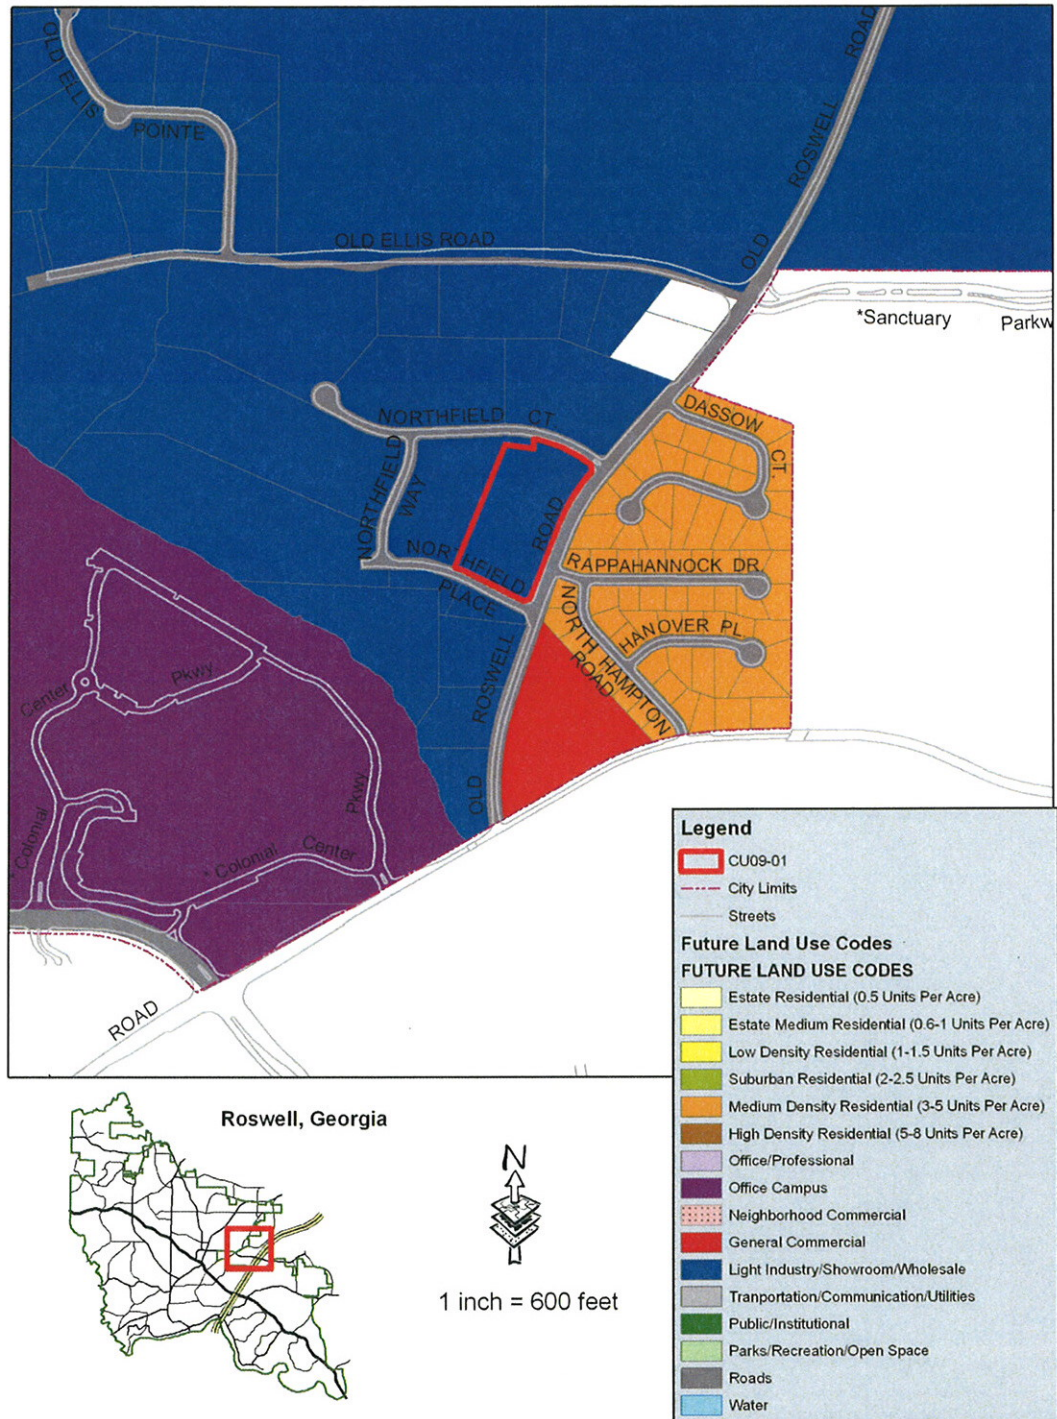 OLD ELLIS
POINTE
OLD ELLIS ROAD
OLD ROSWELL ROAD
*Sanctuary Parkw
DASSOW CT.
NORTHFIELD CT
NORTHFIELD WAY
NORTHFIELD PLACE
ROAD
RAPPAHANNOCK DR.
HANOVER PL.
NORTH HAMPTON ROAD
OLD ROSWELL
Center Pkwy
* Colonial
* Colonial Center Pkwy
ROAD
Legend
CU09-01
City Limits
Streets
Future Land Use Codes
FUTURE LAND USE CODES
Estate Residential (0.5 Units Per Acre)
Estate Medium Residential (0.6-1 Units Per Acre)
Low Density Residential (1-1.5 Units Per Acre)
Suburban Residential (2-2.5 Units Per Acre)
Medium Density Residential (3-5 Units Per Acre)
High Density Residential (5-8 Units Per Acre)
Office/Professional
Office Campus
Neighborhood Commercial
General Commercial
Light Industry/Showroom/Wholesale
Tranportation/Communication/Utilities
Public/Institutional
Parks/Recreation/Open Space
Roads
Water
Roswell, Georgia
N
1 inch = 600 feet